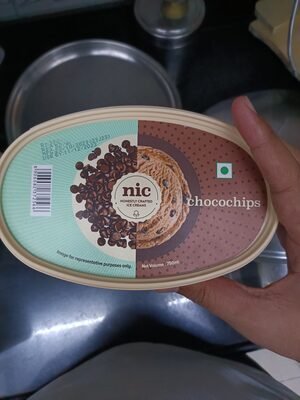 nic
HONESTLY CRAFTED
ICE CREAMS
chocochips
Image for representative purposes only.
Net Volume : 750ml